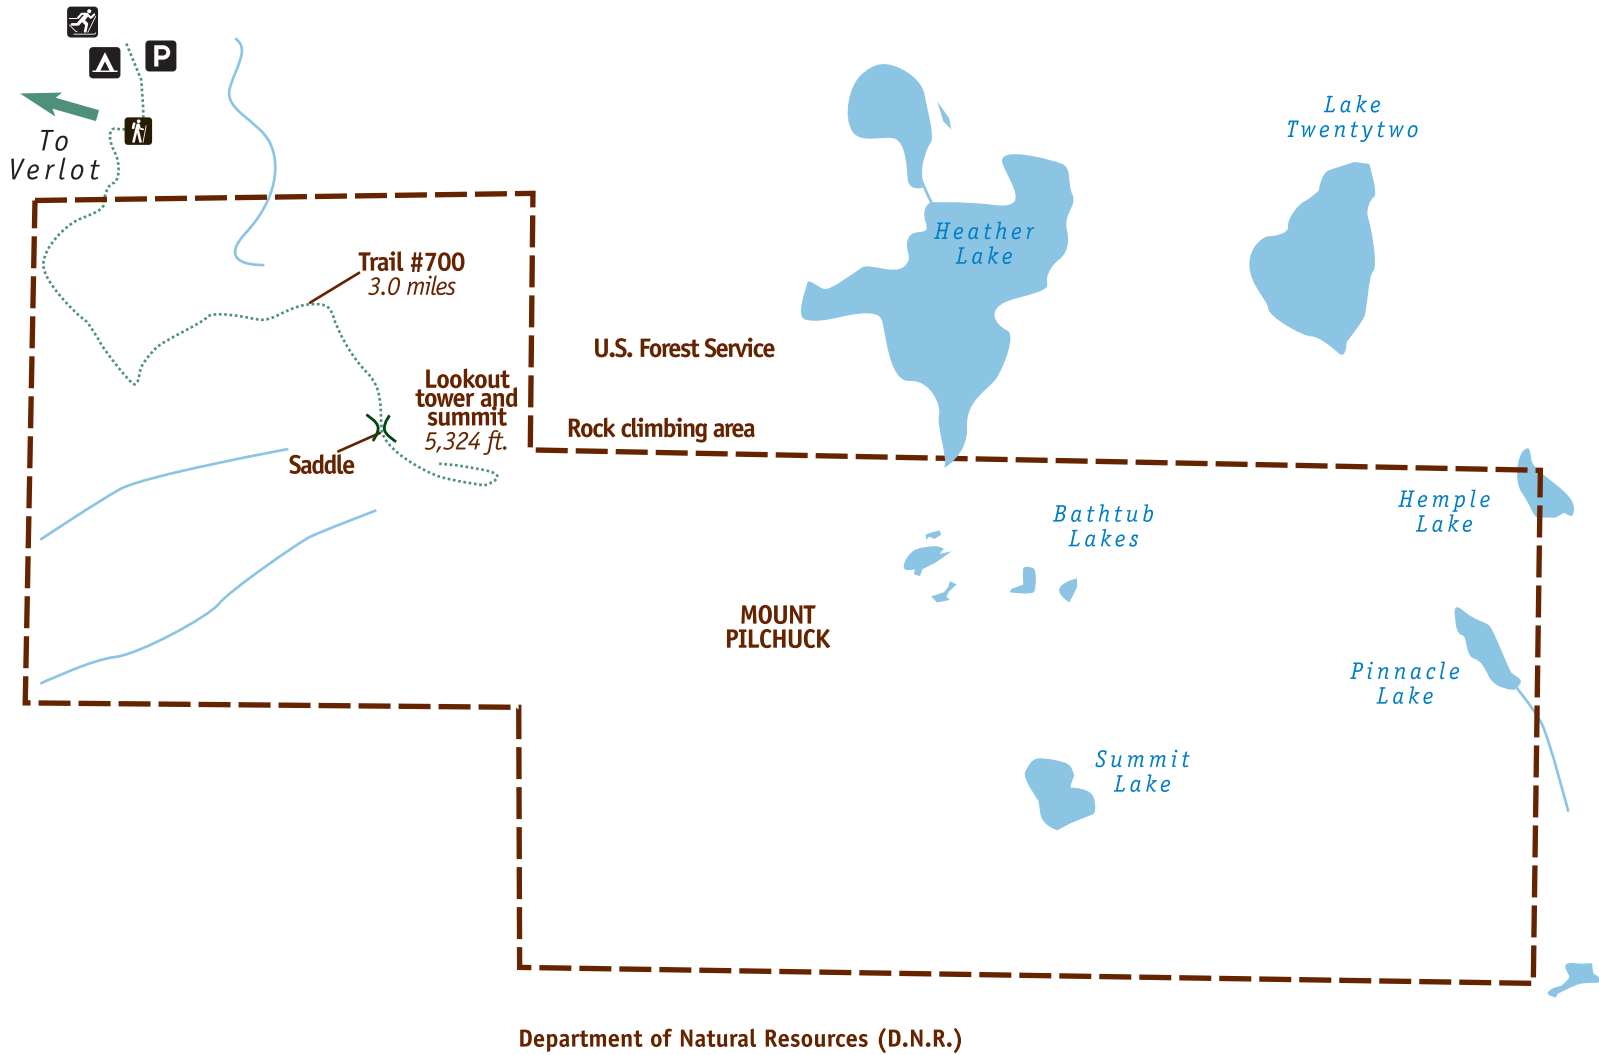 P
To
Verlot
Lake
Twentytwo
Heather
Lake
Trail #700
3.0 miles
U.S. Forest Service
Lookout
tower and
summit
5,324 ft.
Rock climbing area
Saddle
Hemple
Lake
Bathtub
Lakes
MOUNT
PILCHUCK
Pinnacle
Lake
Summit
Lake
Department of Natural Resources (D.N.R.)